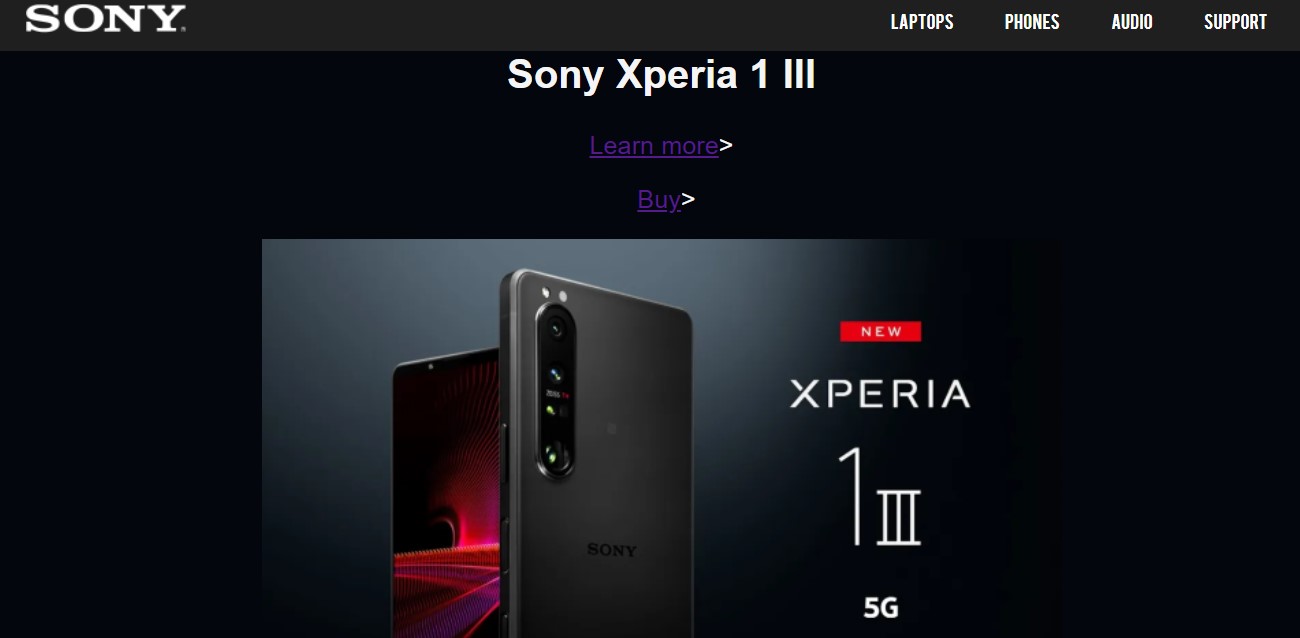 SONY
LAPTOPS PHONES AUDIO SUPPORT
Sony Xperia 1 III
Learn more>
Buy>
NEW
XPERIA
1 III
SONY
5G